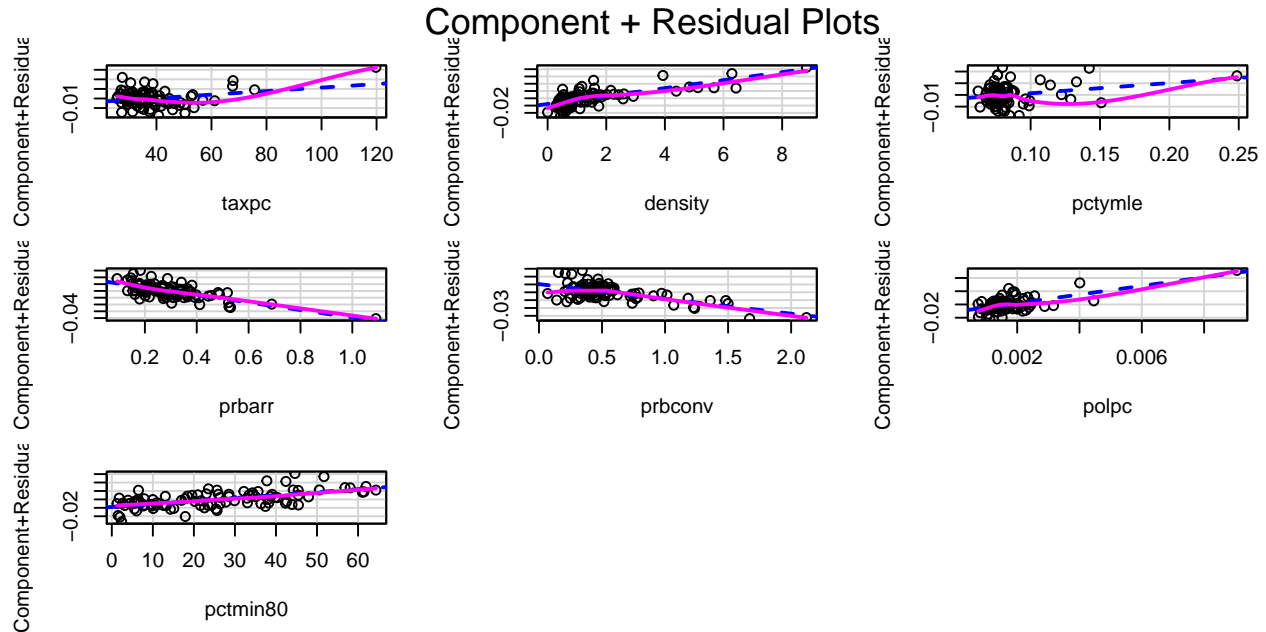 Component + Residual Plots
Component+Residua
−0.01
40 60 80 100 120
taxpc
Component+Residua
−0.02
0 2 4 6 8
density
Component+Residua
−0.01
0.10 0.15 0.20 0.25
pctymle
Component+Residua
−0.04
0.2 0.4 0.6 0.8 1.0
prbarr
Component+Residua
−0.03
0.0 0.5 1.0 1.5 2.0
prbconv
Component+Residua
−0.02
0.002 0.006
polpc
Component+Residua
−0.02
0 10 20 30 40 50 60
pctmin80